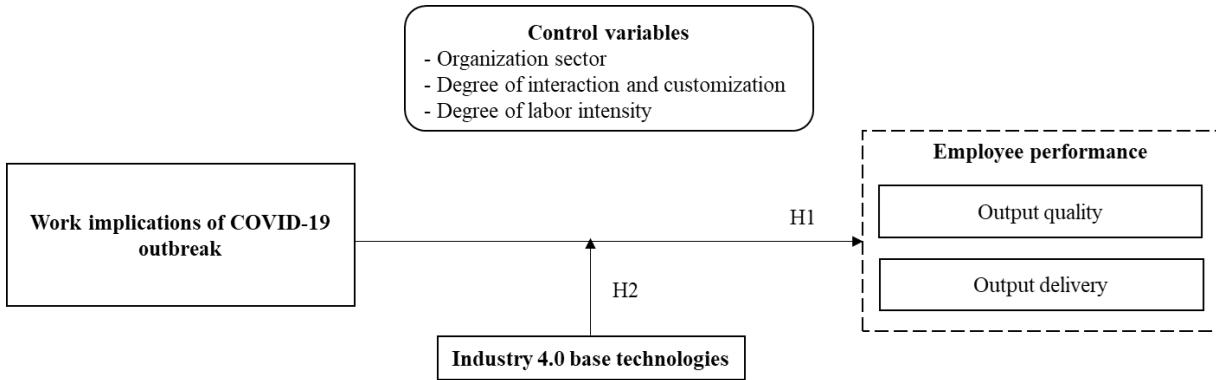 Control variables
- Organization sector
- Degree of interaction and customization
- Degree of labor intensity
Work implications of COVID-19
outbreak
H1
H2
Industry 4.0 base technologies
Employee performance
Output quality
Output delivery